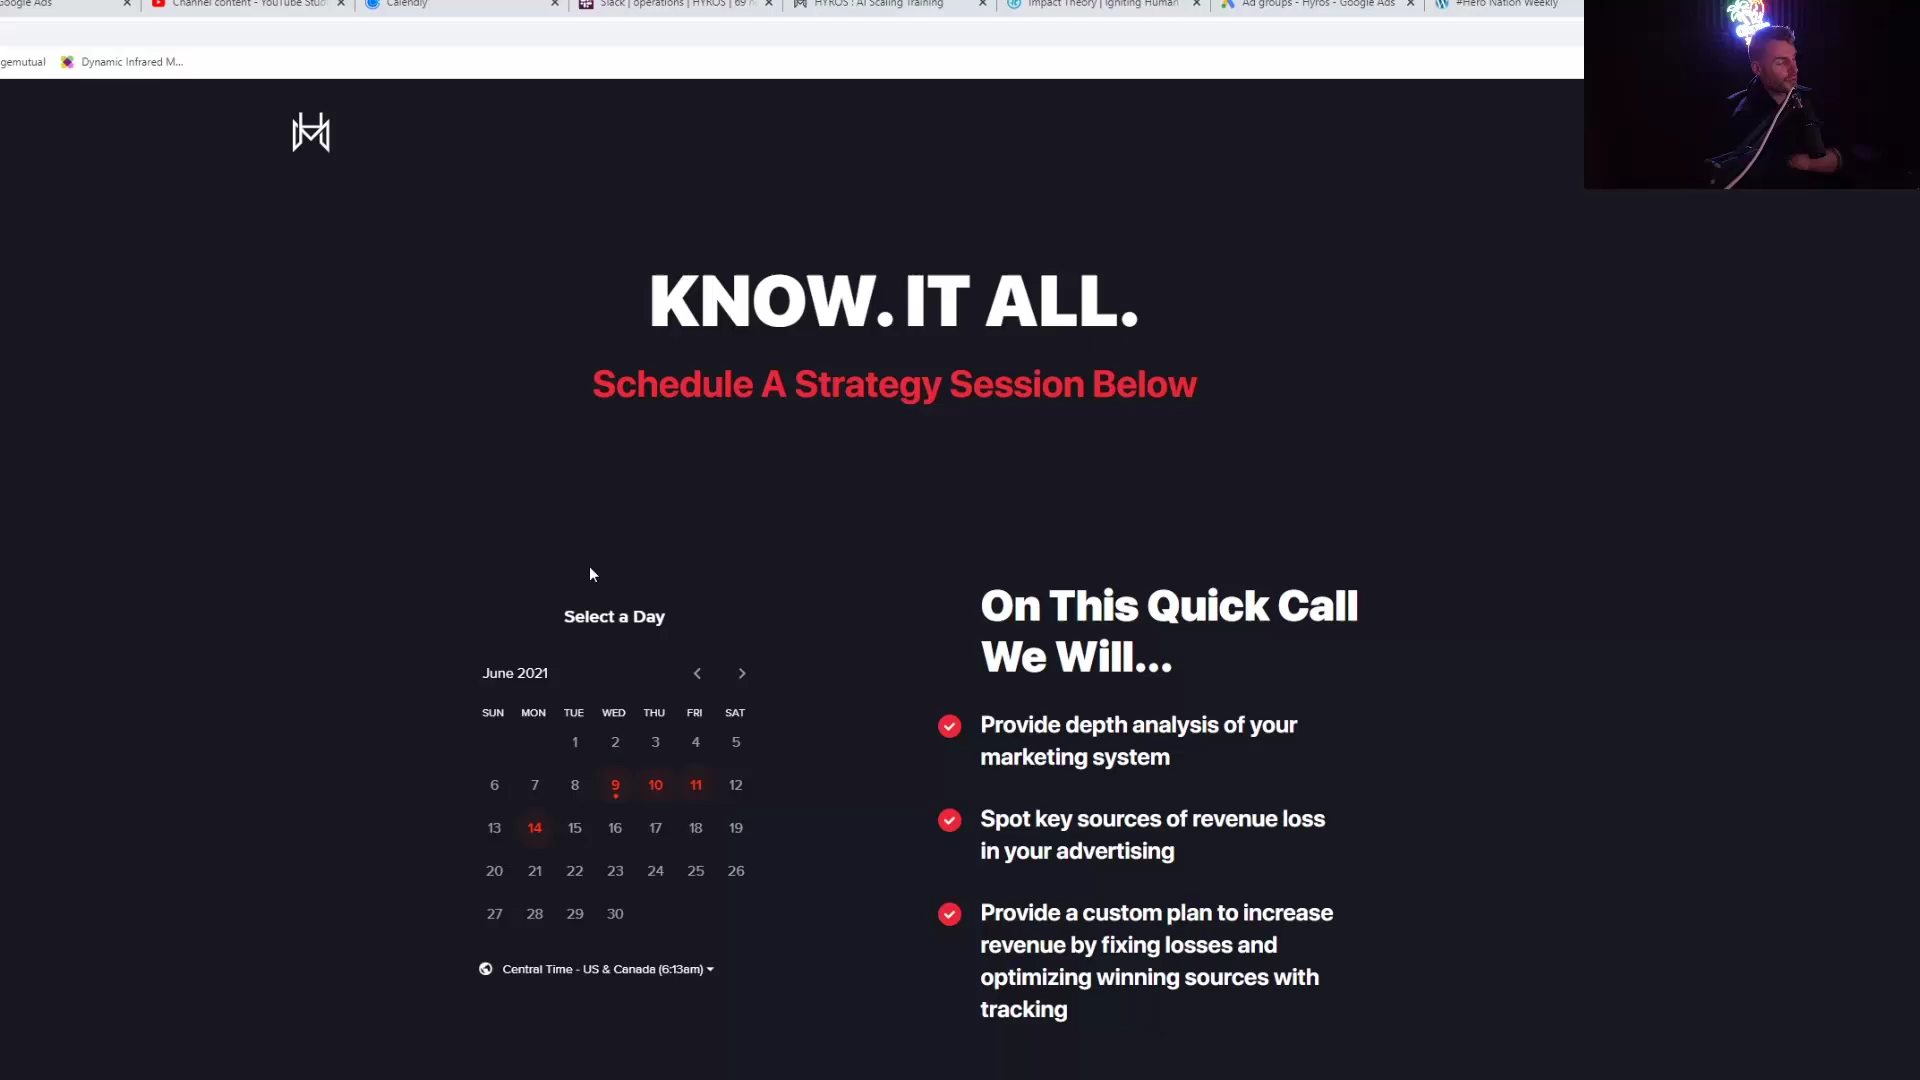 Google Ads
Channel content - YouTube Stud
Calendly
Slack | operations | HYROS | 69 n
HYROS : AI Scaling Training
Impact Theory | Igniting Human
Ad groups - Hyros - Google Ads
#Hero Nation Weekly
gemutual
Dynamic Infrared M...
KNOW. IT ALL.
Schedule A Strategy Session Below
Select a Day
June 2021
SUN MON TUE WED THU FRI SAT
1 2 3 4 5
6 7 8 9 10 11 12
13 14 15 16 17 18 19
20 21 22 23 24 25 26
27 28 29 30
Central Time - US & Canada (6:13am)
On This Quick Call
We Will...
Provide depth analysis of your
marketing system
Spot key sources of revenue loss
in your advertising
Provide a custom plan to increase
revenue by fixing losses and
optimizing winning sources with
tracking